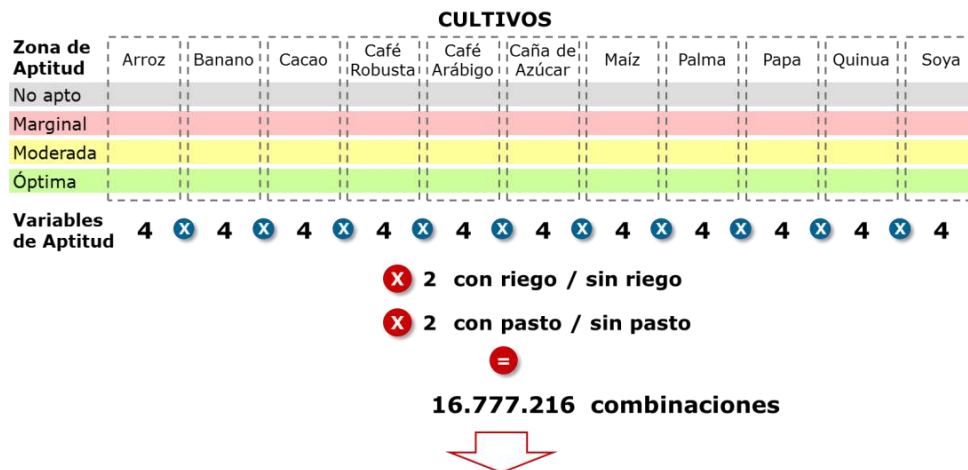 CULTIVOS
Zona de
Aptitud
Arroz
Banano
Cacao
Café
Robusta
Café
Arábigo
Caña de
Azúcar
Maíz
Palma
Papa
Quinua
Soya
No apto
Marginal
Moderada
Óptima
Variables
de Aptitud
4 X 4 X 4 X 4 X 4 X 4 X 4 X 4 X 4 X 4 X 4
X 2 con riego / sin riego
X 2 con pasto / sin pasto
=
16.777.216 combinaciones